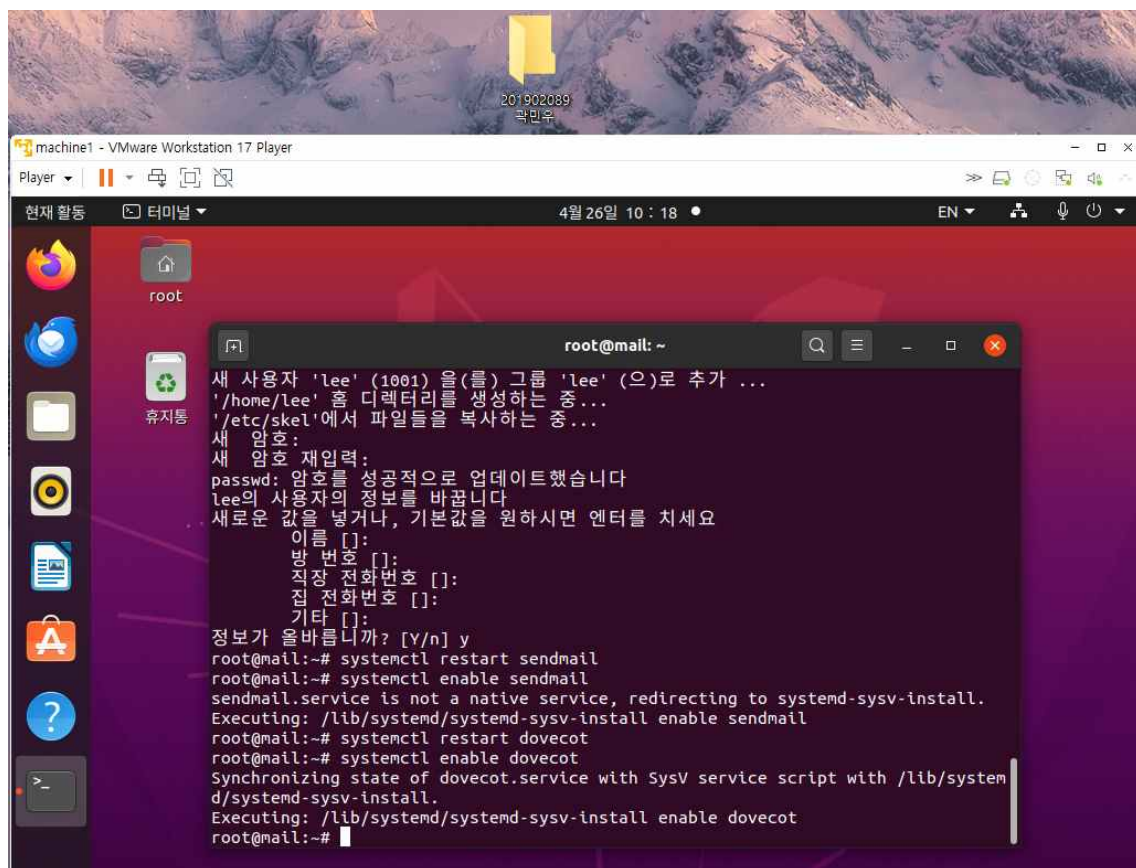 201902089
곽민우
machine1 - VMware Workstation 17 Player
Player
현재 활동
터미널
4월 26일 10 : 18
EN
root
휴지통
root@mail: ~
새 사용자 'lee' (1001) 을(를) 그룹 'lee' (으)로 추가 ...
'/home/lee' 홈 디렉터리를 생성하는 중...
'/etc/skel'에서 파일들을 복사하는 중...
새 암호:
새 암호 재입력:
passwd: 암호를 성공적으로 업데이트했습니다
lee의 사용자의 정보를 바꿉니다
새로운 값을 넣거나, 기본값을 원하시면 엔터를 치세요
이름 []:
방 번호 []:
직장 전화번호 []:
집 전화번호 []:
기타 []:
정보가 올바릅니까? [Y/n] y
root@mail:~# systemctl restart sendmail
root@mail:~# systemctl enable sendmail
sendmail.service is not a native service, redirecting to systemd-sysv-install.
Executing: /lib/systemd/systemd-sysv-install enable sendmail
root@mail:~# systemctl restart dovecot
root@mail:~# systemctl enable dovecot
Synchronizing state of dovecot.service with SysV service script with /lib/system
d/systemd-sysv-install.
Executing: /lib/systemd/systemd-sysv-install enable dovecot
root@mail:~#